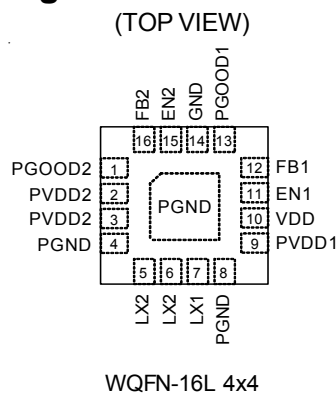 (TOP VIEW)
FB2
EN2
GND
PGOOD1
16 15 14 13
PGOOD2 1
PVDD2 2
PVDD2 3
PGND 4
PGND
12 FB1
11 EN1
10 VDD
9 PVDD1
5 6 7 8
LX2
LX2
LX1
PGND
WQFN-16L 4x4